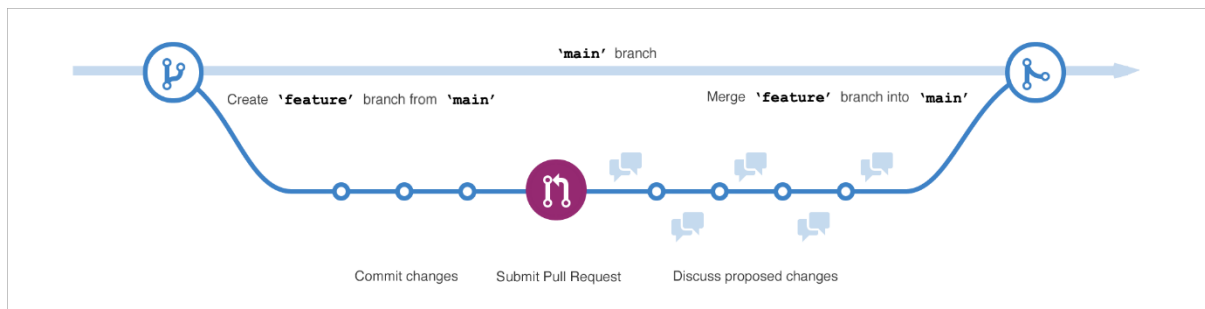 ‘main’ branch
Create ‘feature’ branch from ‘main’
Merge ‘feature’ branch into ‘main’
Commit changes
Submit Pull Request
Discuss proposed changes